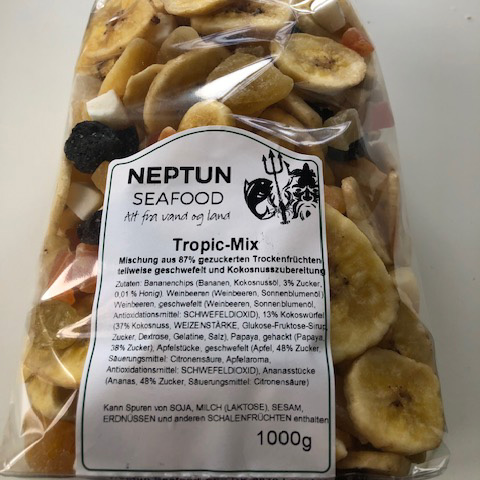 NEPTUN
SEAFOOD
Alt fra vand og land
Tropic-Mix
Mischung aus 87% gezuckerten Trockenfrüchten
teilweise geschwefelt und Kokosnusszubereitung
Zutaten: Bananenchips (Bananen, Kokosnussöl, 3% Zucker,
0,01 % Honig). Weinbeeren (Weinbeeren, Sonnenblumenöl)
Weinbeeren, geschwefelt (Weinbeeren, Sonnenblumenöl,
Antioxidationsmittel: SCHWEFELDIOXID), 13% Kokoswürfel
(37% Kokosnuss, WEIZENSTÄRKE, Glukose-Fruktose-Sirup,
Zucker, Dextrose, Gelatine, Salz), Papaya, gehackt (Papaya,
38% Zucker), Apfelstücke, geschwefelt (Apfel, 48% Zucker,
Säuerungsmittel: Citronensäure, Apfelaroma,
Antioxidationsmittel: SCHWEFELDIOXID), Ananasstücke
(Ananas, 48% Zucker, Säuerungsmittel: Citronensäure)
Kann Spuren von SOJA, MILCH (LAKTOSE), SESAM,
ERDNÜSSEN und anderen SCHALENFRÜCHTEN enthalten
1000g